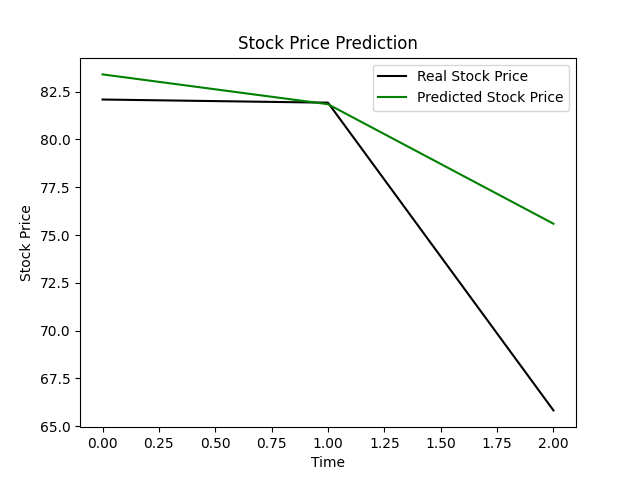 Stock Price Prediction
Real Stock Price
Predicted Stock Price
Stock Price
82.5
80.0
77.5
75.0
72.5
70.0
67.5
65.0
0.00 0.25 0.50 0.75 1.00 1.25 1.50 1.75 2.00
Time